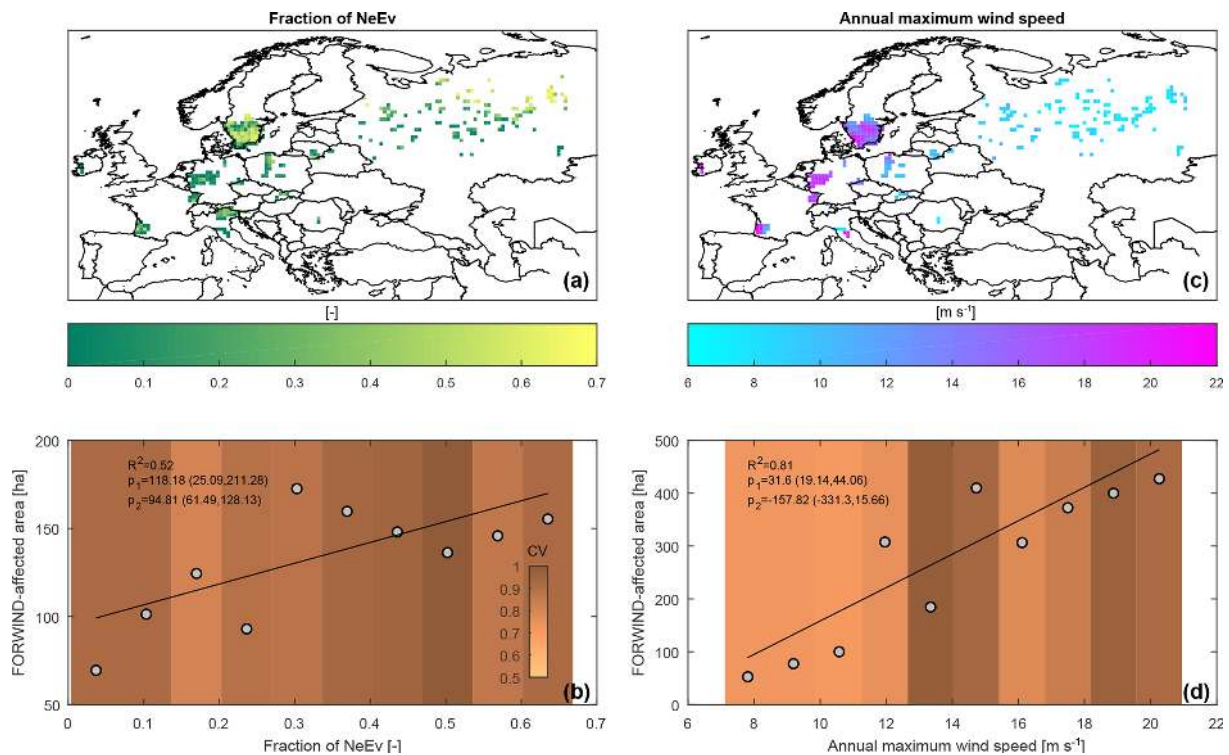 Fraction of NeEv
(a)
[-]
0 0.1 0.2 0.3 0.4 0.5 0.6 0.7
Annual maximum wind speed
(c)
[m s⁻¹]
6 8 10 12 14 16 18 20 22
FORWIND-affected area [ha]
200
150
100
50
R²=0.52
p₁=118.18 (25.09,211.28)
p₂=94.81 (61.49,128.13)
CV
1
0.9
0.8
0.7
0.6
0.5
(b)
0 0.1 0.2 0.3 0.4 0.5 0.6 0.7
Fraction of NeEv [-]
FORWIND-affected area [ha]
500
400
300
200
100
0
R²=0.81
p₁=31.6 (19.14,44.06)
p₂=-157.82 (-331.3,15.66)
(d)
6 8 10 12 14 16 18 20 22
Annual maximum wind speed [m s⁻¹]